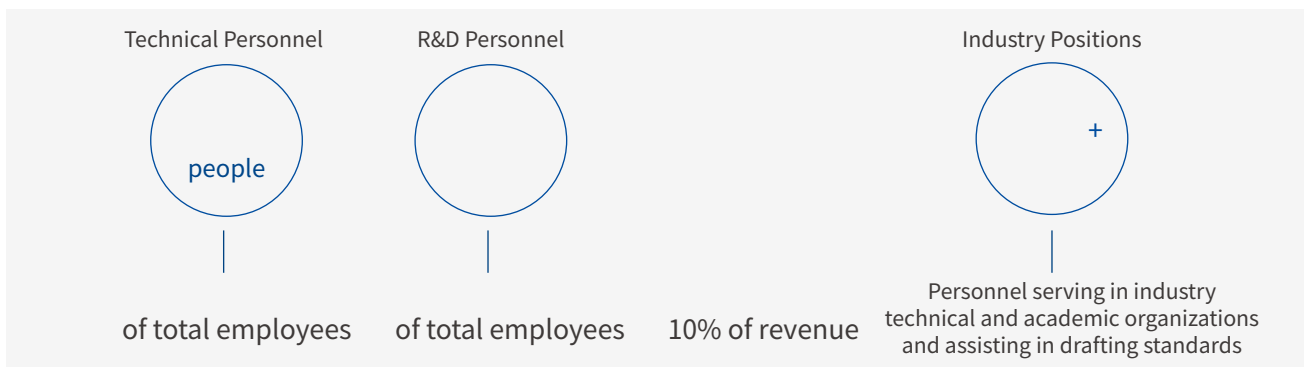 Technical Personnel
people
of total employees
R&D Personnel
of total employees
10% of revenue
Industry Positions
+
Personnel serving in industry
technical and academic organizations
and assisting in drafting standards